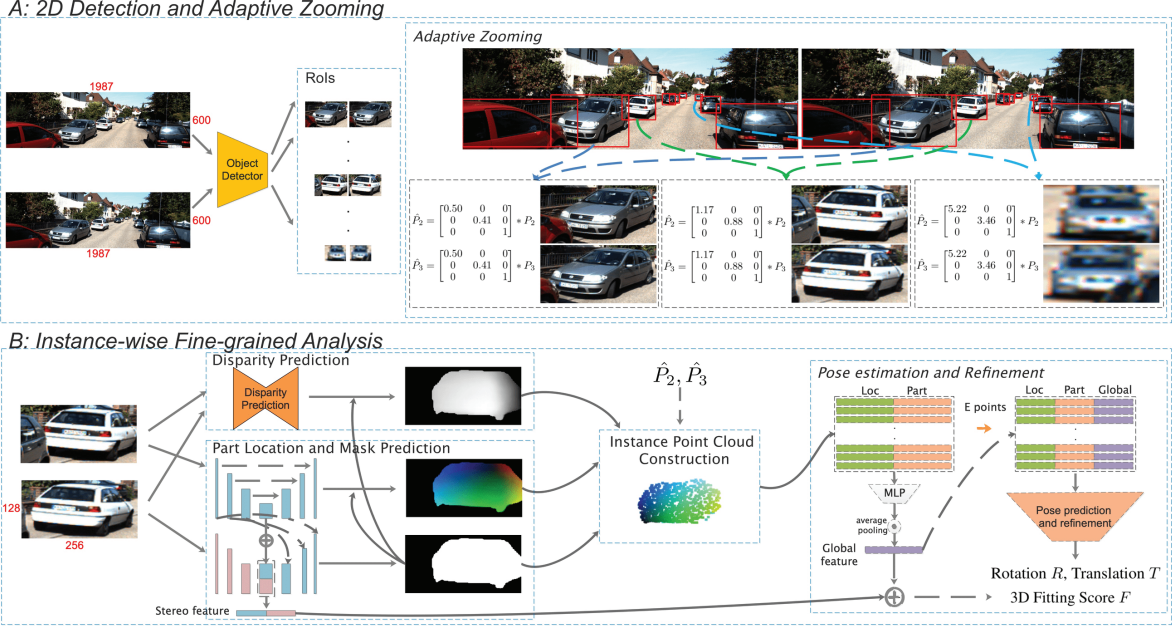 A: 2D Detection and Adaptive Zooming
1987
600
600
1987
Object
Detector
RoIs
Adaptive Zooming
P̂₂ = [0.50 0 0; 0 0.41 0; 0 0 1] * P₂
P̂₃ = [0.50 0 0; 0 0.41 0; 0 0 1] * P₃
P̂₂ = [1.17 0 0; 0 0.88 0; 0 0 1] * P₂
P̂₃ = [1.17 0 0; 0 0.88 0; 0 0 1] * P₃
P̂₂ = [5.22 0 0; 0 3.46 0; 0 0 1] * P₂
P̂₃ = [5.22 0 0; 0 3.46 0; 0 0 1] * P₃
B: Instance-wise Fine-grained Analysis
128
256
Disparity Prediction
Disparity
Prediction
Part Location and Mask Prediction
Stereo feature
P̂₂, P̂₃
Instance Point Cloud
Construction
Pose estimation and Refinement
Loc Part
E points
Loc Part Global
MLP
average
pooling
Global
feature
Pose prediction
and refinement
Rotation R, Translation T
3D Fitting Score F